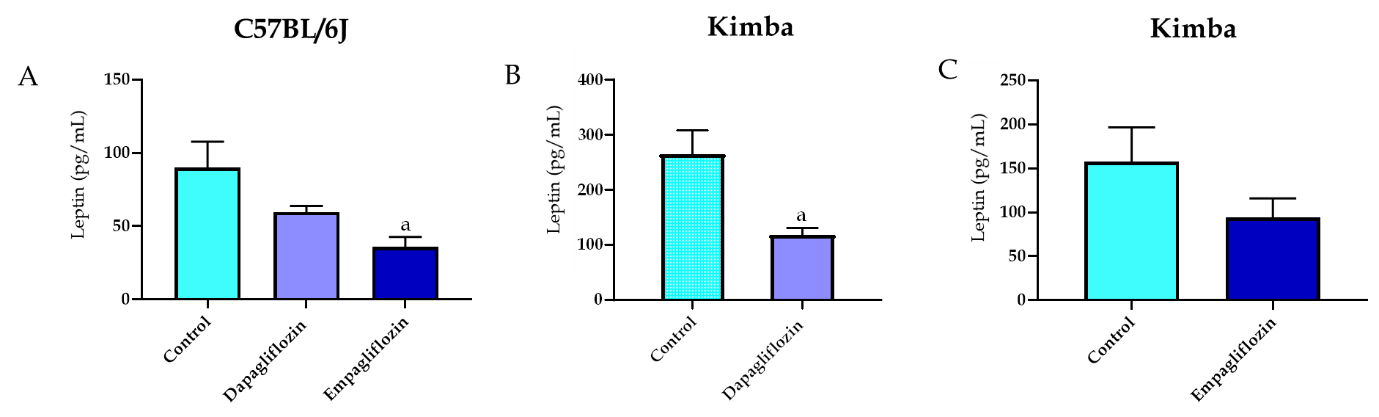 C57BL/6J
Kimba
Kimba
A
B
C
Leptin (pg/mL)
150
100
50
0
a
Control
Dapagliflozin
Empagliflozin
Leptin (pg/mL)
400
300
200
100
0
a
Control
Dapagliflozin
Leptin (pg/mL)
250
200
150
100
50
0
Control
Empagliflozin